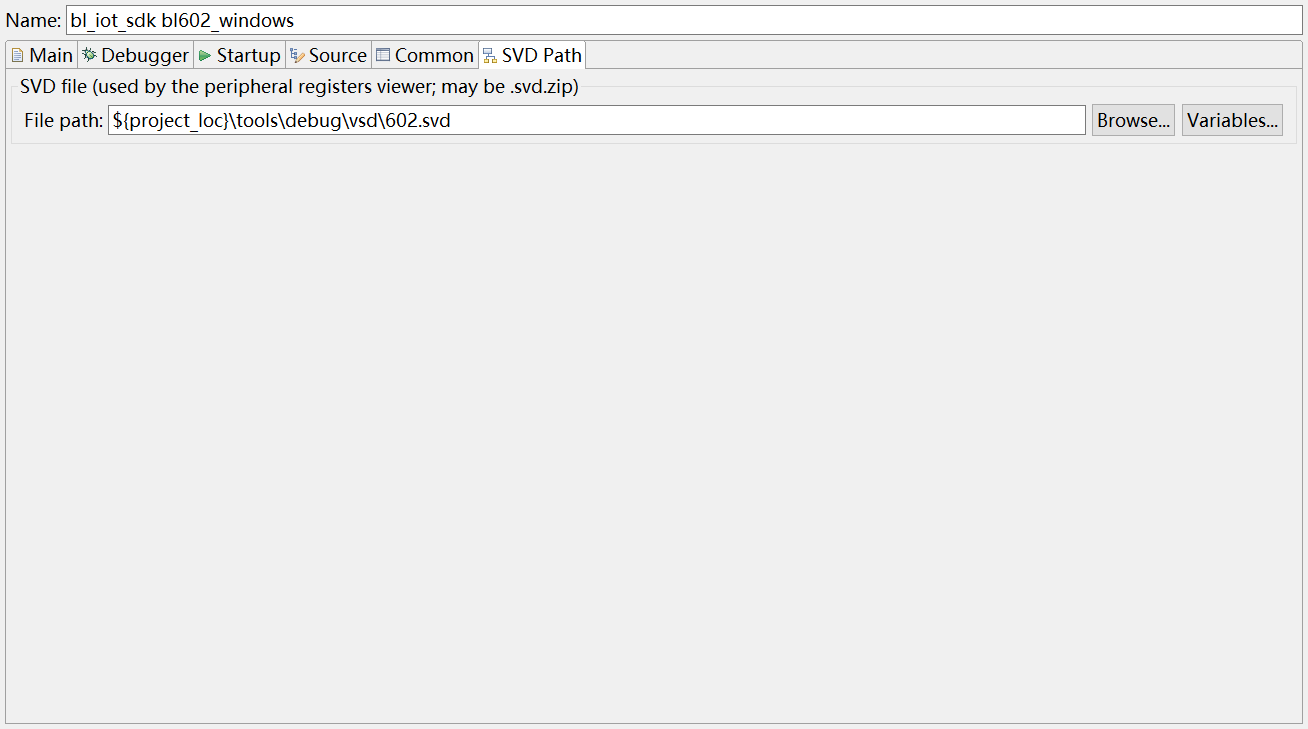 Name: bl_iot_sdk bl602_windows
Main Debugger Startup Source Common SVD Path
SVD file (used by the peripheral registers viewer; may be .svd.zip)
File path: ${project_loc}\tools\debug\vsd\602.svd Browse... Variables...